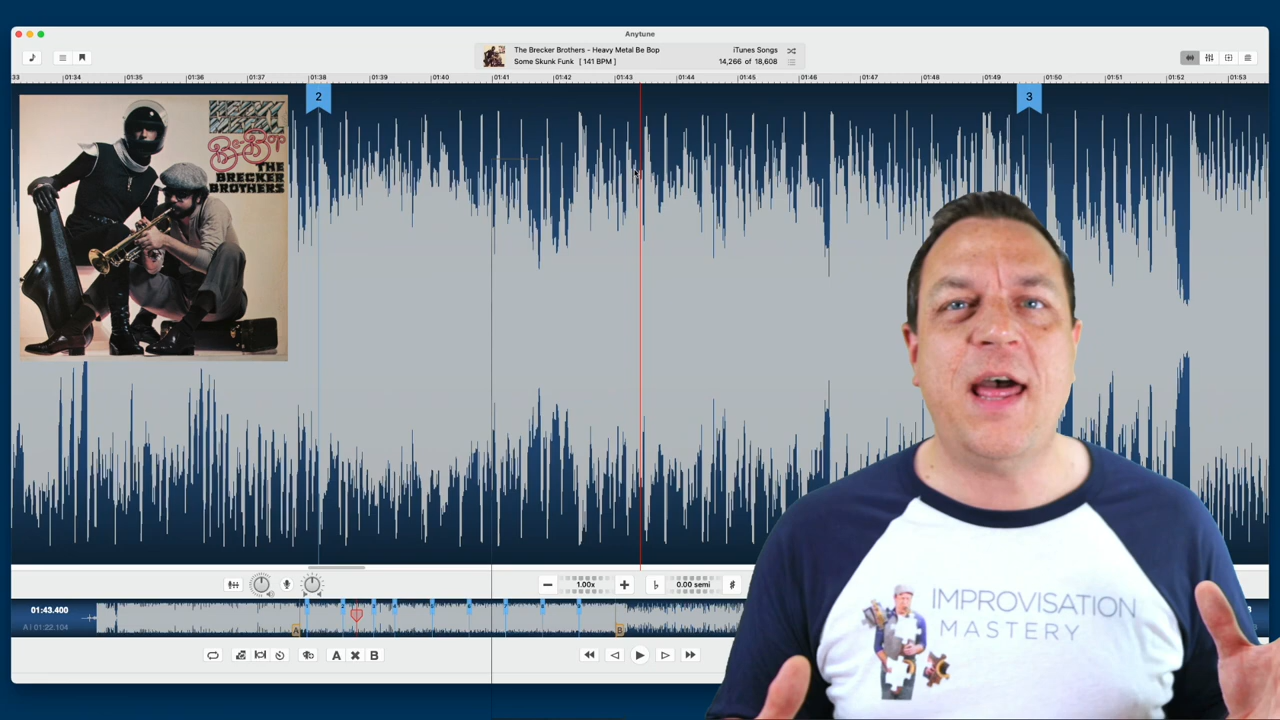 Anytune
The Brecker Brothers - Heavy Metal Be Bop
iTunes Songs
Some Skunk Funk [ 141 BPM ]
14,266 of 18,608
33 01:34 01:35 01:36 01:37 01:38 01:39 01:40 01:41 01:42 01:43 01:44 01:45 01:46 01:47 01:48 01:49 01:50 01:51 01:52 01:53
2
3
Be-Bop
THE
BRECKER
BROTHERS
IMPROVISATION
MASTERY
1.00x
0.00 semi
01:43.400
A | 01:22.104
A
B
A
B